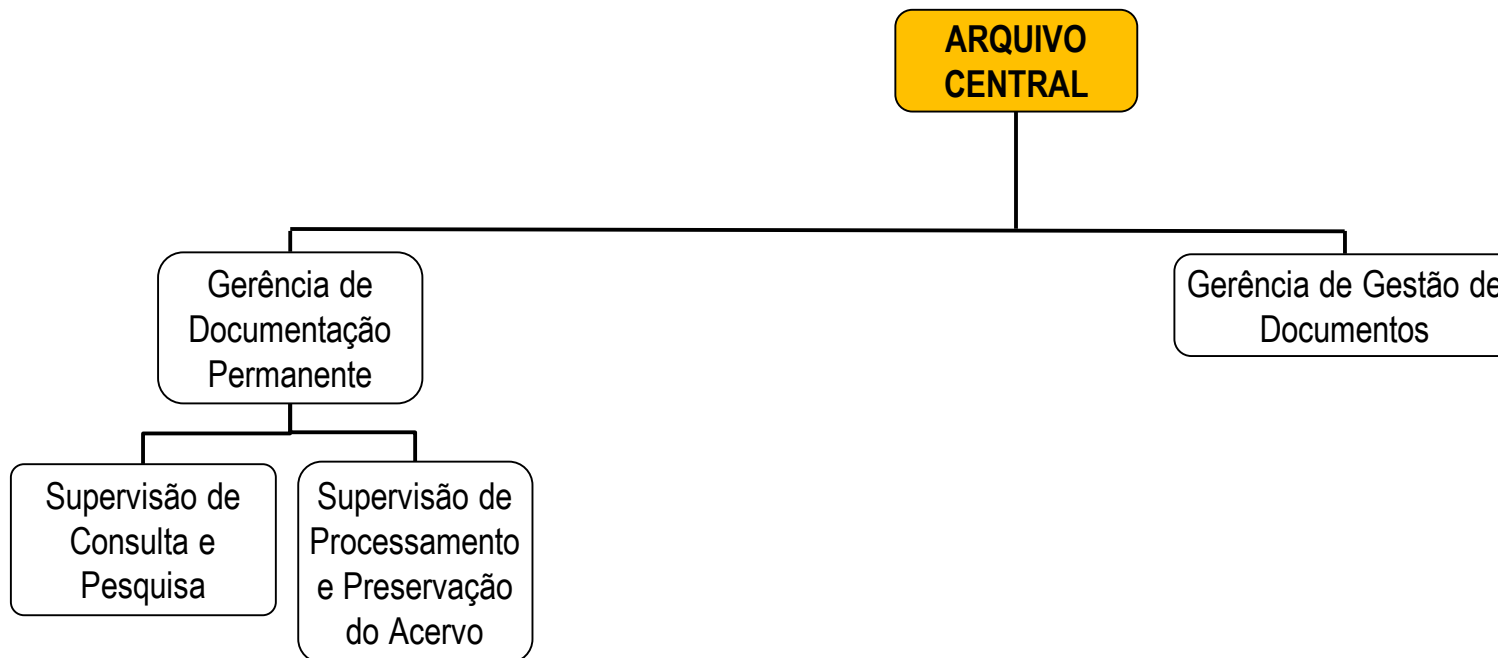 ARQUIVO
CENTRAL
Gerência de
Documentação
Permanente
Gerência de Gestão de
Documentos
Supervisão de
Consulta e
Pesquisa
Supervisão de
Processamento
e Preservação
do Acervo